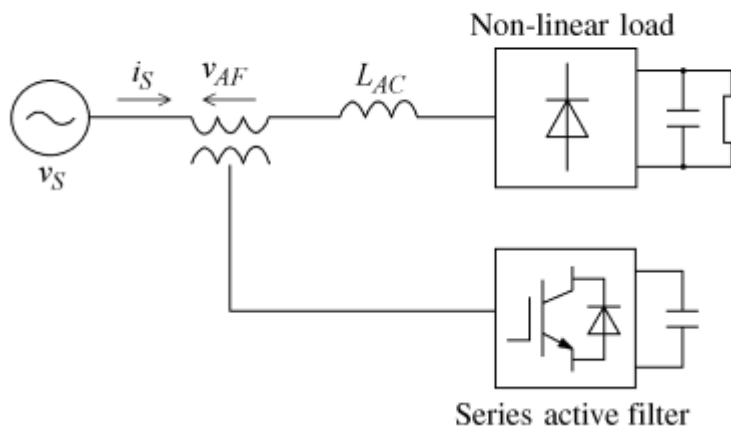 Non-linear load
i_S
v_AF
L_AC
v_S
Series active filter